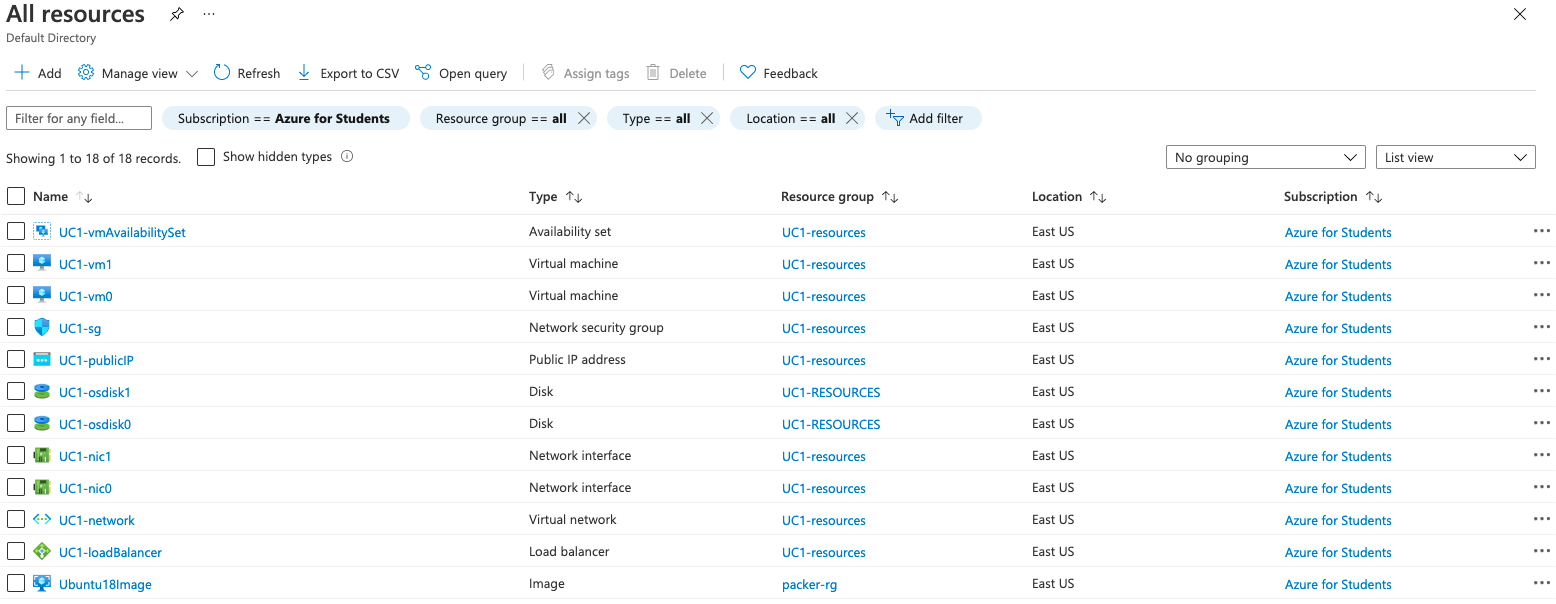 All resources
Default Directory
Add Manage view Refresh Export to CSV Open query Assign tags Delete Feedback
Filter for any field... Subscription == Azure for Students Resource group == all Type == all Location == all Add filter
Showing 1 to 18 of 18 records. Show hidden types No grouping List view
Name Type Resource group Location Subscription
UC1-vmAvailabilitySet Availability set UC1-resources East US Azure for Students
UC1-vm1 Virtual machine UC1-resources East US Azure for Students
UC1-vm0 Virtual machine UC1-resources East US Azure for Students
UC1-sg Network security group UC1-resources East US Azure for Students
UC1-publicIP Public IP address UC1-resources East US Azure for Students
UC1-osdisk1 Disk UC1-RESOURCES East US Azure for Students
UC1-osdisk0 Disk UC1-RESOURCES East US Azure for Students
UC1-nic1 Network interface UC1-resources East US Azure for Students
UC1-nic0 Network interface UC1-resources East US Azure for Students
UC1-network Virtual network UC1-resources East US Azure for Students
UC1-loadBalancer Load balancer UC1-resources East US Azure for Students
Ubuntu18Image Image packer-rg East US Azure for Students